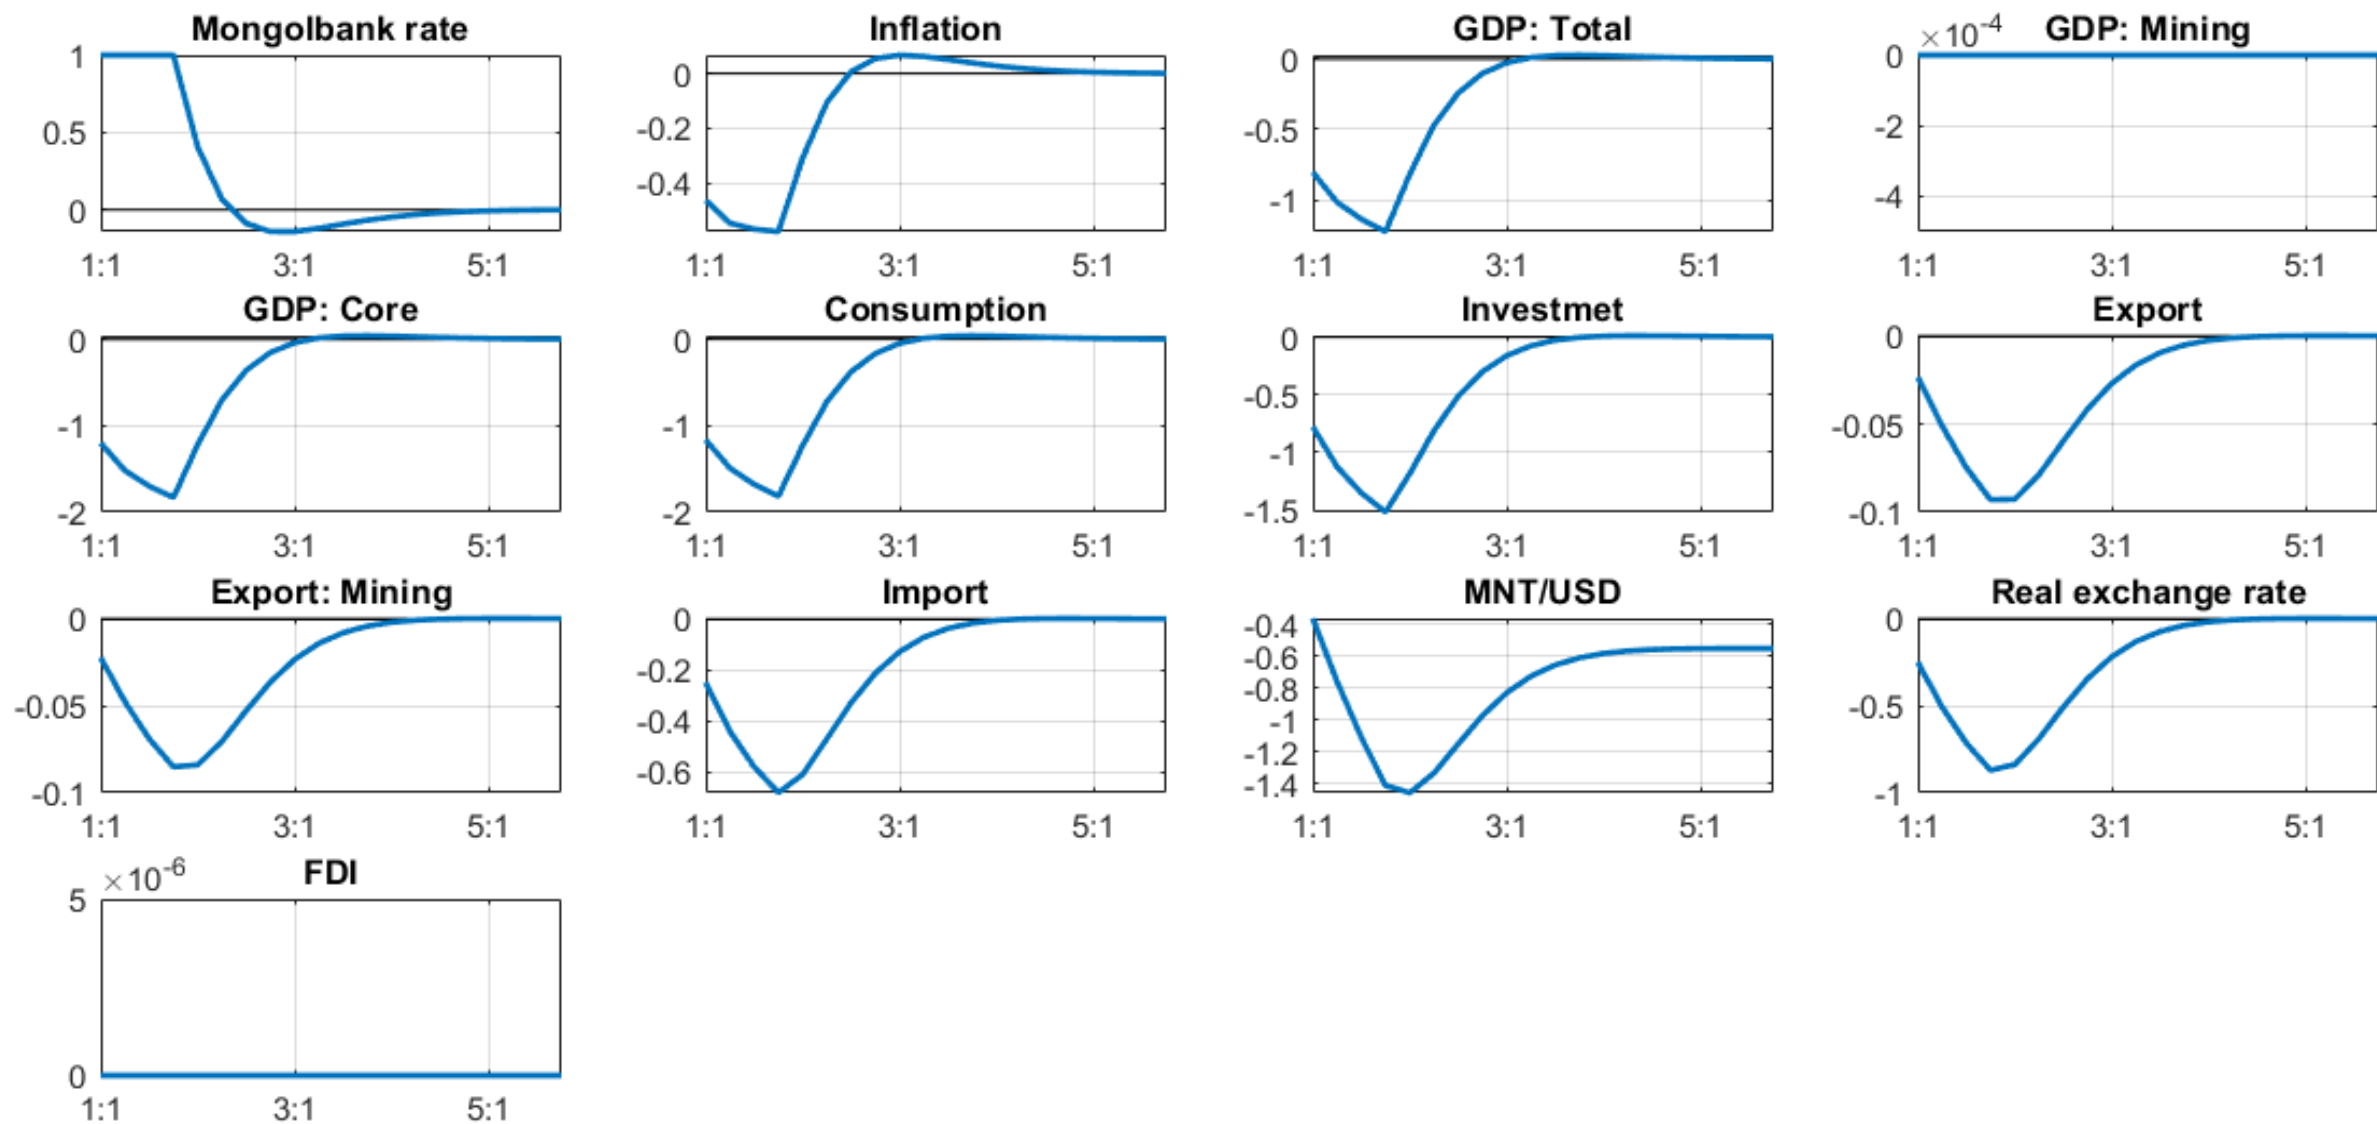 Mongolbank rate
1
0.5
0
1:1 3:1 5:1
Inflation
0
-0.2
-0.4
1:1 3:1 5:1
GDP: Total
0
-0.5
-1
1:1 3:1 5:1
×10-4 GDP: Mining
0
-2
-4
1:1 3:1 5:1
GDP: Core
0
-1
-2
1:1 3:1 5:1
Consumption
0
-1
-2
1:1 3:1 5:1
Investmet
0
-0.5
-1
-1.5
1:1 3:1 5:1
Export
0
-0.05
-0.1
1:1 3:1 5:1
Export: Mining
0
-0.05
-0.1
1:1 3:1 5:1
Import
0
-0.2
-0.4
-0.6
1:1 3:1 5:1
MNT/USD
-0.4
-0.6
-0.8
-1
-1.2
-1.4
1:1 3:1 5:1
Real exchange rate
0
-0.5
-1
1:1 3:1 5:1
×10-6 FDI
5
0
1:1 3:1 5:1